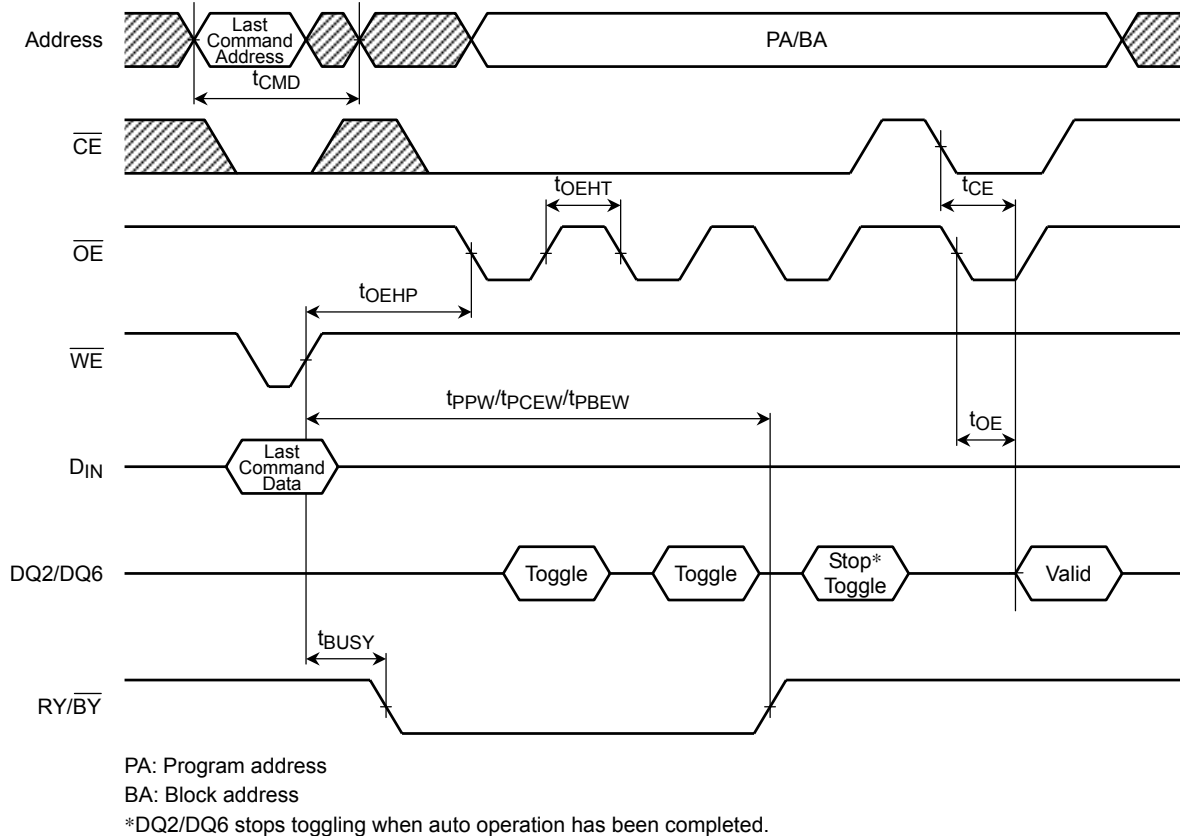 Address
Last
Command
Address
PA/BA
tCMD
CE
tOEHT
tCE
OE
tOEHP
WE
tPPW/tPCEW/tPBEW
tOE
DIN
Last
Command
Data
DQ2/DQ6
Toggle
Toggle
Stop*
Toggle
Valid
tBUSY
RY/BY
PA: Program address
BA: Block address
*DQ2/DQ6 stops toggling when auto operation has been completed.